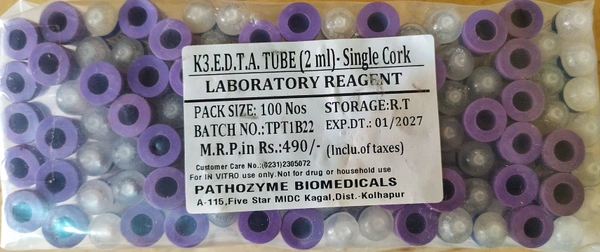 K3.E.D.T.A. TUBE (2 ml)- Single Cork
LABORATORY REAGENT
PACK SIZE: 100 Nos STORAGE:R.T
BATCH NO.:TPT1B22 EXP.DT.: 01/2027
M.R.P,in Rs.:490/- (Inclu.of taxes)
Customer Care No.:(0231)2305072
For IN VITRO use only.Not for drug or household use
PATHOZYME BIOMEDICALS
A-115,Five Star MIDC Kagal,Dist.-Kolhapur